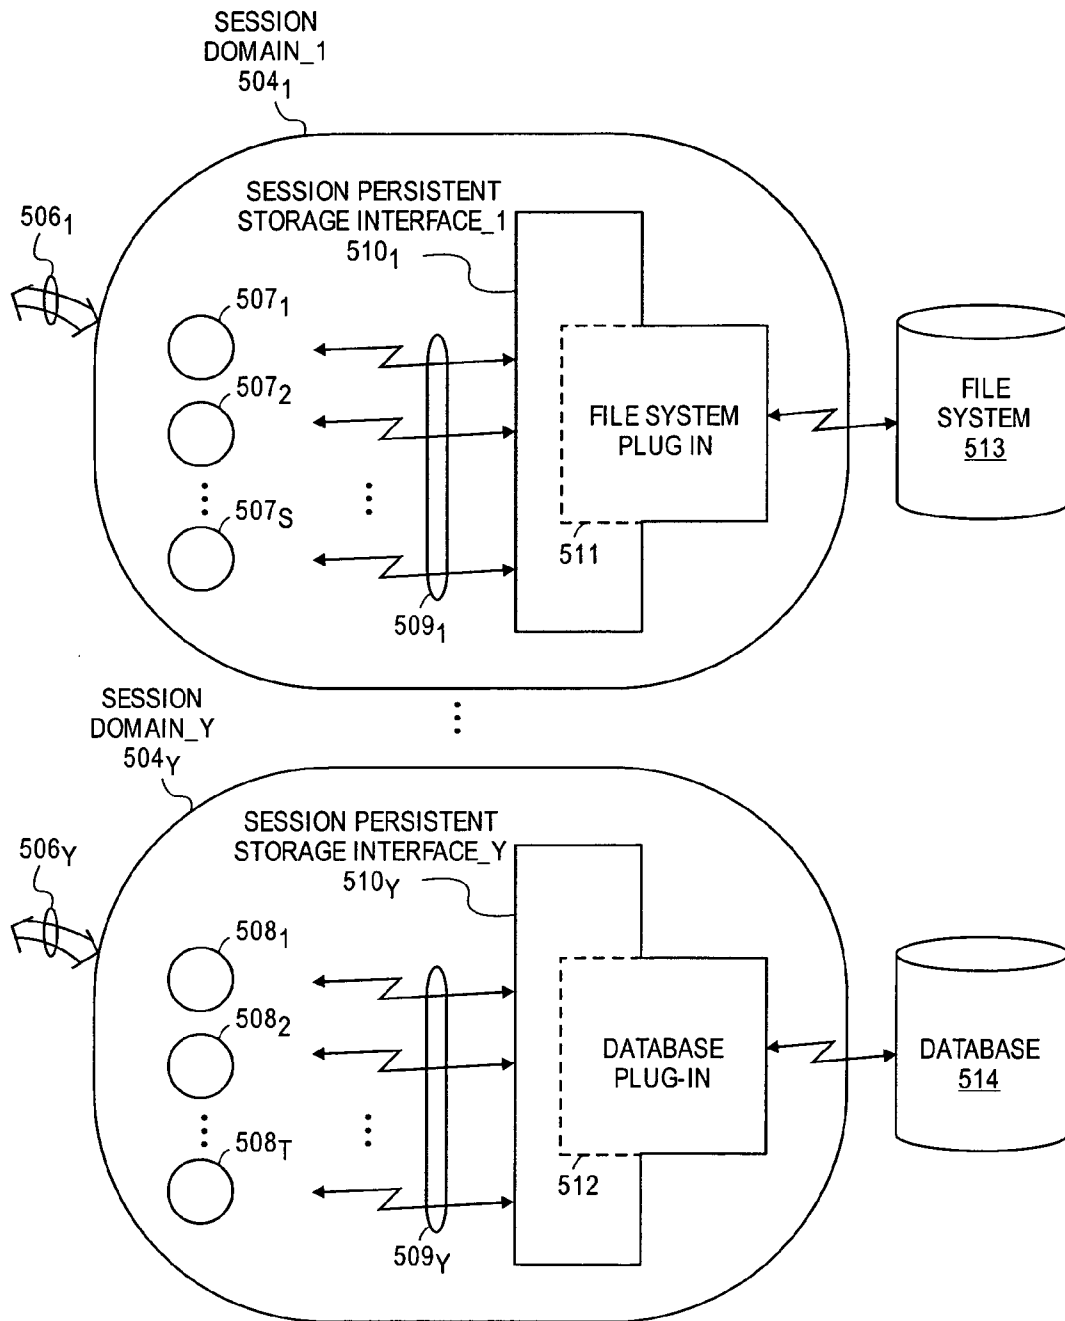 SESSION
DOMAIN_1
504₁
SESSION PERSISTENT
STORAGE INTERFACE_1
510₁
506₁
507₁
507₂
507S
509₁
FILE SYSTEM
PLUG IN
511
FILE
SYSTEM
513
SESSION
DOMAIN_Y
504Y
SESSION PERSISTENT
STORAGE INTERFACE_Y
510Y
506Y
508₁
508₂
508T
509Y
DATABASE
PLUG-IN
512
DATABASE
514